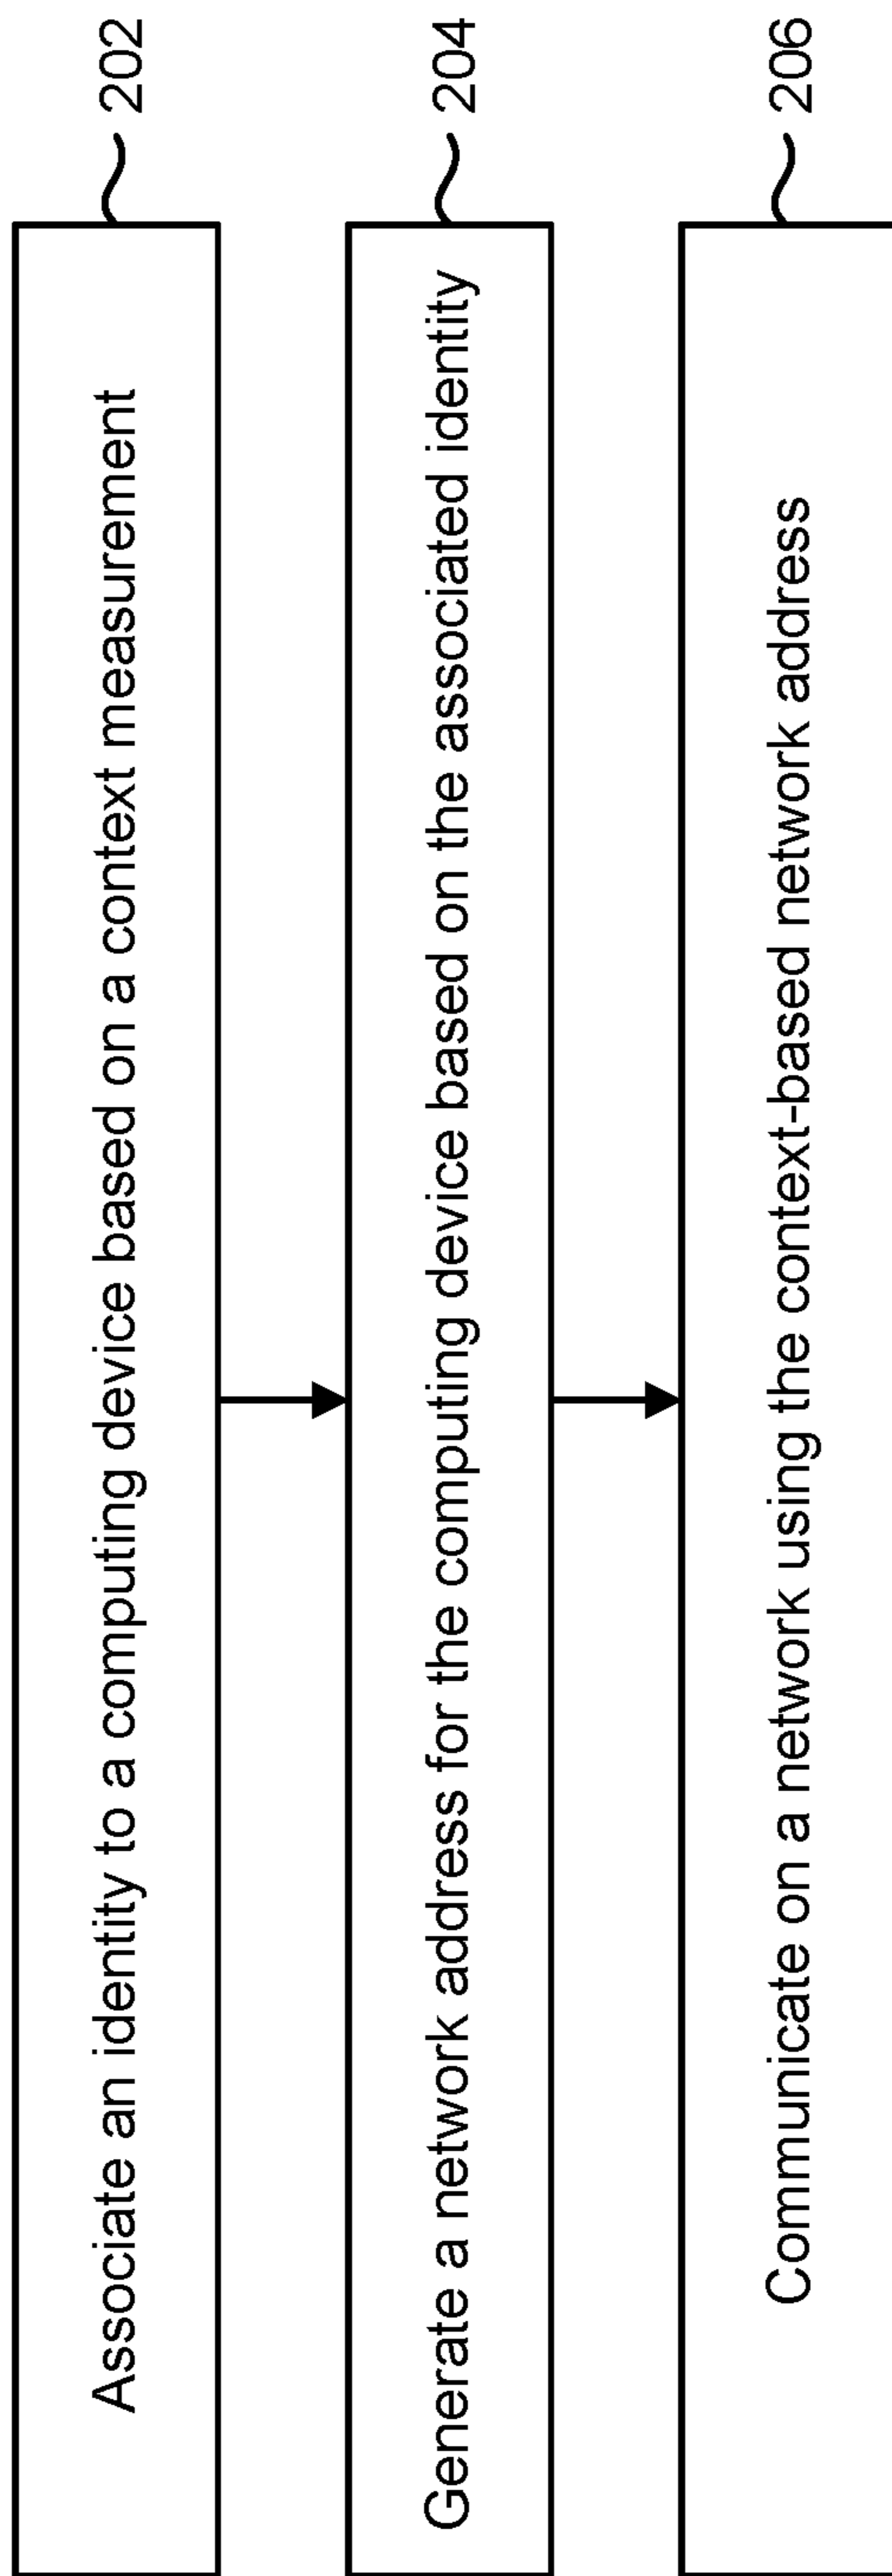 Associate an identity to a computing device based on a context measurement
202
Generate a network address for the computing device based on the associated identity
204
Communicate on a network using the context-based network address
206